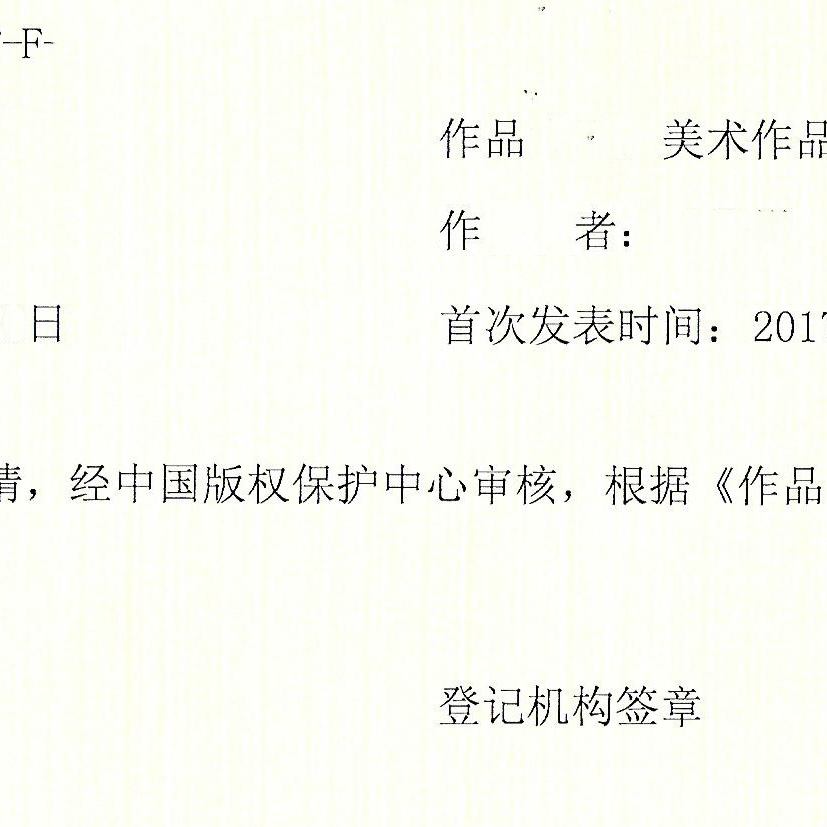 -F-
作品 美术作品
作 者：
日 首次发表时间：2017
，经中国版权保护中心审核，根据《作品
登记机构签章